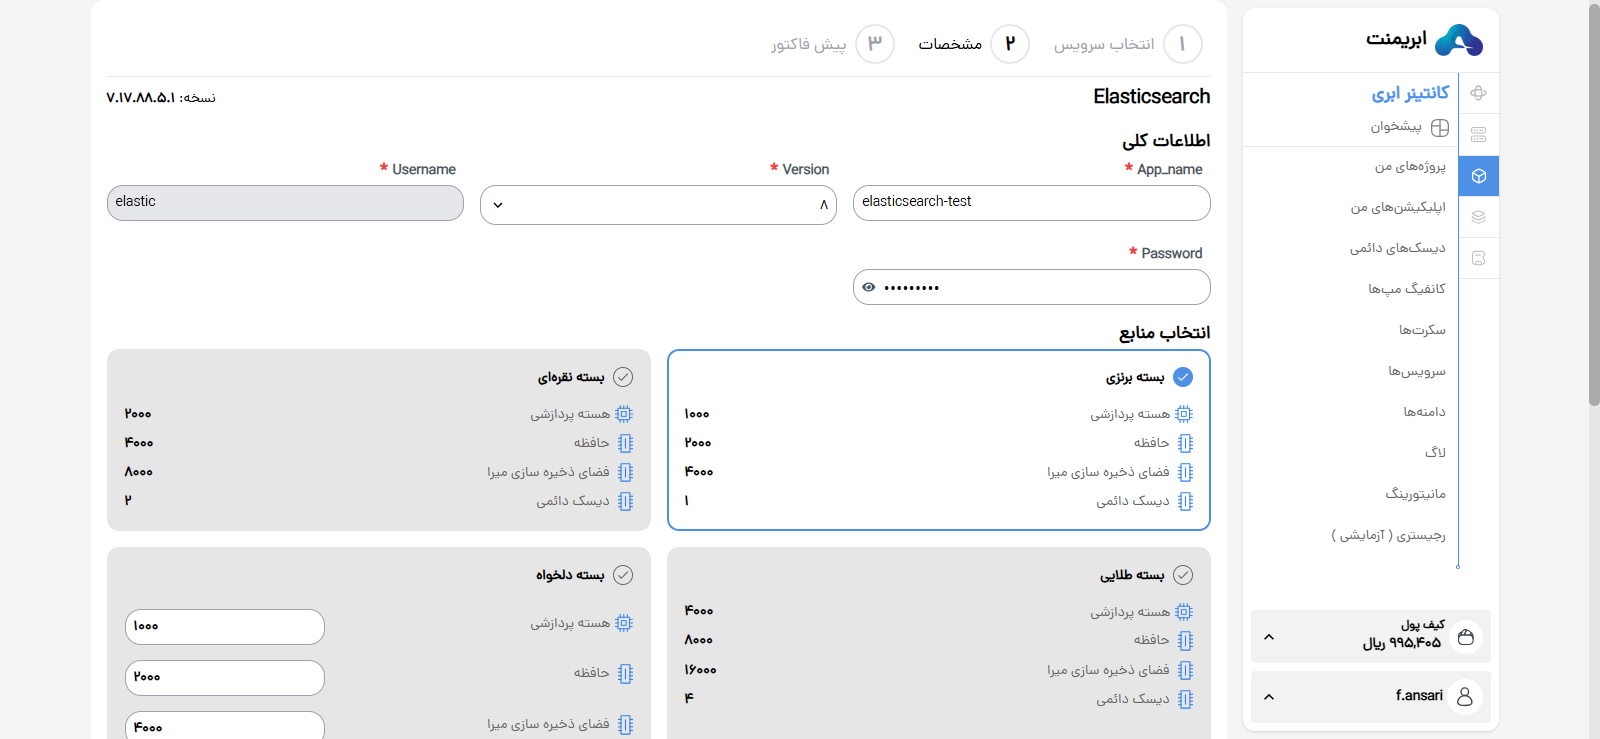 ابریمنت
کانتینر ابری
پیشخوان
پروژه‌های من
اپلیکیشن‌های من
دیسک‌های دائمی
کانفیگ مپ‌ها
سکرت‌ها
سرویس‌ها
دامنه‌ها
لاگ
مانیتورینگ
رجیستری ( آزمایشی )
کیف پول
۹۹۵,۴۰۵ ریال
f.ansari
۱ انتخاب سرویس ۲ مشخصات ۳ پیش فاکتور
Elasticsearch
نسخه: ۷.۱۷.۸۸.۵.۱
اطلاعات کلی
App_name *
elasticsearch-test
Version *
۸
Username *
elastic
Password *
•••••••••
انتخاب منابع
بسته برنزی
هسته پردازشی ۱۰۰۰
حافظه ۲۰۰۰
فضای ذخیره سازی میرا ۴۰۰۰
دیسک دائمی ۱
بسته نقره‌ای
هسته پردازشی ۲۰۰۰
حافظه ۴۰۰۰
فضای ذخیره سازی میرا ۸۰۰۰
دیسک دائمی ۲
بسته طلایی
هسته پردازشی ۴۰۰۰
حافظه ۸۰۰۰
فضای ذخیره سازی میرا ۱۶۰۰۰
دیسک دائمی ۴
بسته دلخواه
هسته پردازشی ۱۰۰۰
حافظه ۲۰۰۰
فضای ذخیره سازی میرا ۴۰۰۰